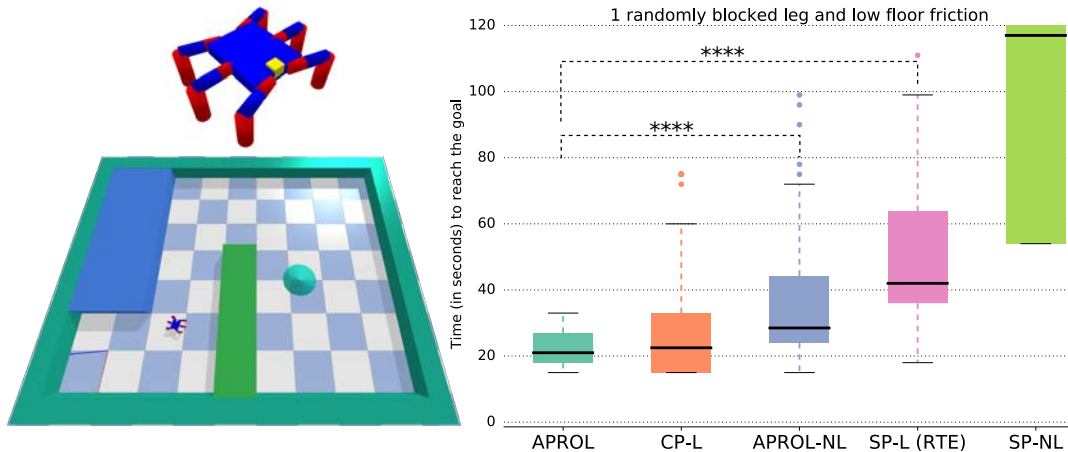 1 randomly blocked leg and low floor friction
Time (in seconds) to reach the goal
120
100
80
60
40
20
0
****
****
APROL
CP-L
APROL-NL
SP-L (RTE)
SP-NL